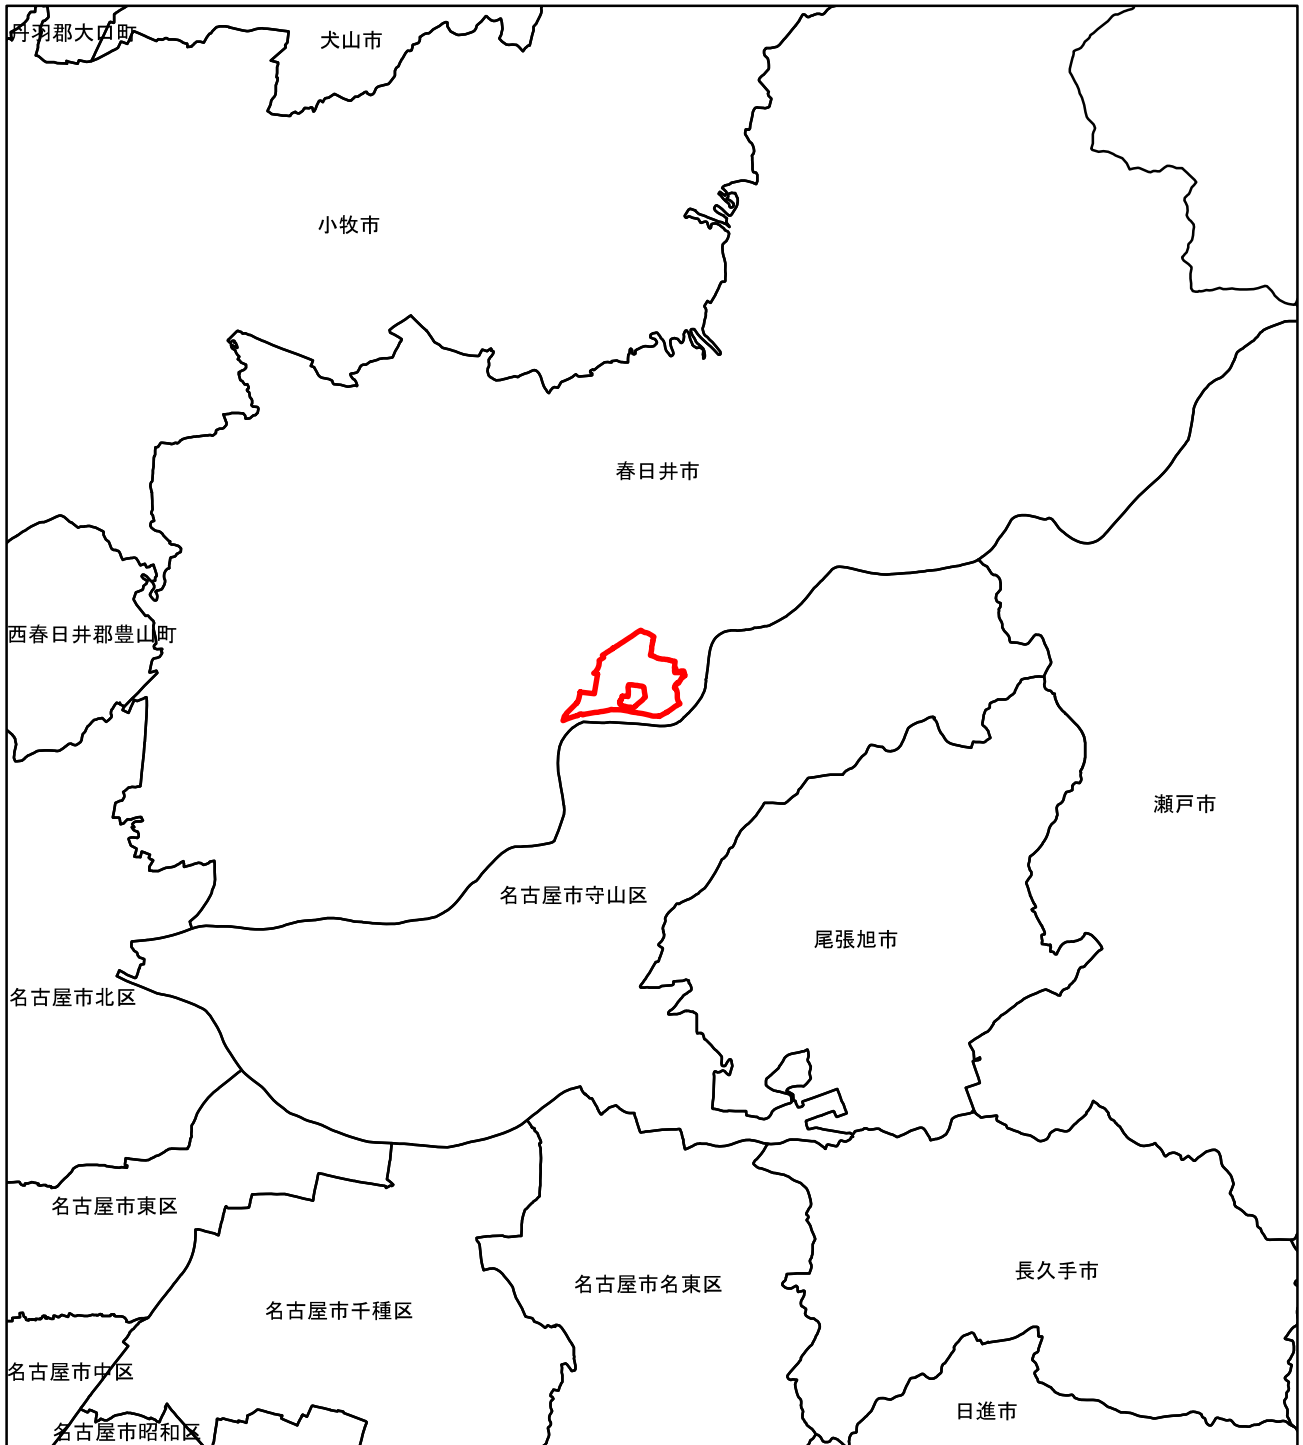 丹羽郡大口町
犬山市
小牧市
春日井市
西春日井郡豊山町
瀬戸市
名古屋市守山区
尾張旭市
名古屋市北区
名古屋市東区
長久手市
名古屋市名東区
名古屋市千種区
名古屋市中区
日進市
名古屋市昭和区